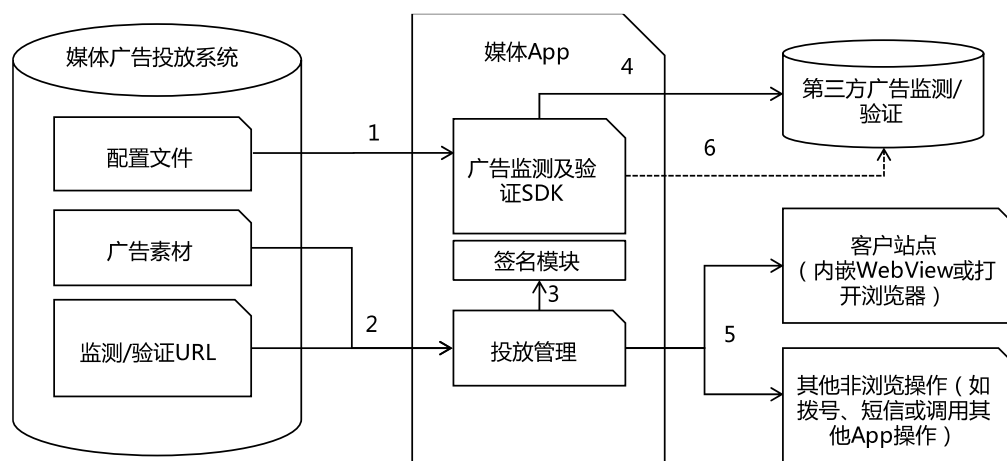 媒体广告投放系统
配置文件
广告素材
监测/验证URL
1
2
媒体App
4
广告监测及验
证SDK
签名模块
3
投放管理
6
5
第三方广告监测/
验证
客户站点
（内嵌WebView或打
开浏览器）
其他非浏览操作（如
拨号、短信或调用其
他App操作）